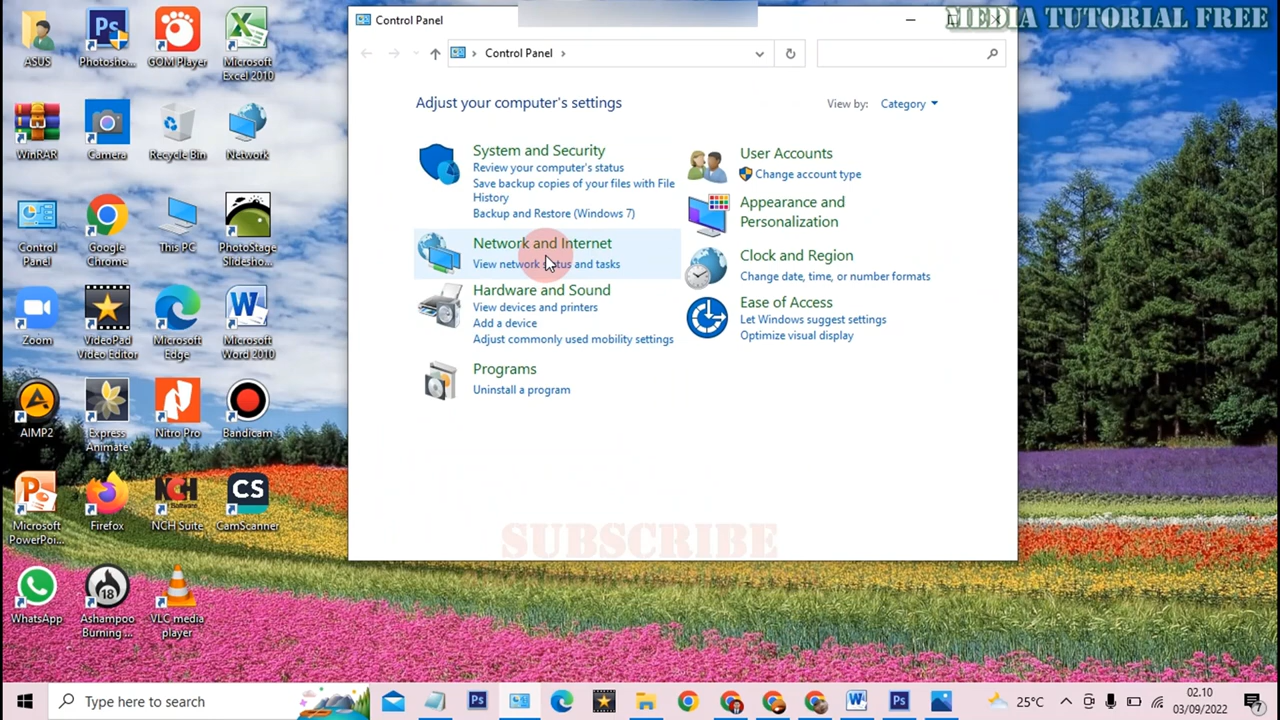 ASUS
Photosho...
GOM Player
Microsoft
Excel 2010
WinRAR
Camera
Recycle Bin
Network
Control
Panel
Google
Chrome
This PC
PhotoStage
Slidesho...
Zoom
VideoPad
Video Editor
Microsoft
Edge
Microsoft
Word 2010
AIMP2
Express
Animate
Nitro Pro
Bandicam
Microsoft
PowerPoi...
Firefox
NCH
Software
NCH Suite
CS
CamScanner
WhatsApp
18
Ashampoo
Burning ...
VLC media
player
Control Panel
MEDIA TUTORIAL FREE
Control Panel
Adjust your computer's settings
View by: Category
System and Security
Review your computer's status
Save backup copies of your files with File
History
Backup and Restore (Windows 7)
Network and Internet
View network status and tasks
Hardware and Sound
View devices and printers
Add a device
Adjust commonly used mobility settings
Programs
Uninstall a program
User Accounts
Change account type
Appearance and
Personalization
Clock and Region
Change date, time, or number formats
Ease of Access
Let Windows suggest settings
Optimize visual display
SUBSCRIBE
Type here to search
25°C
02.10
03/09/2022
7